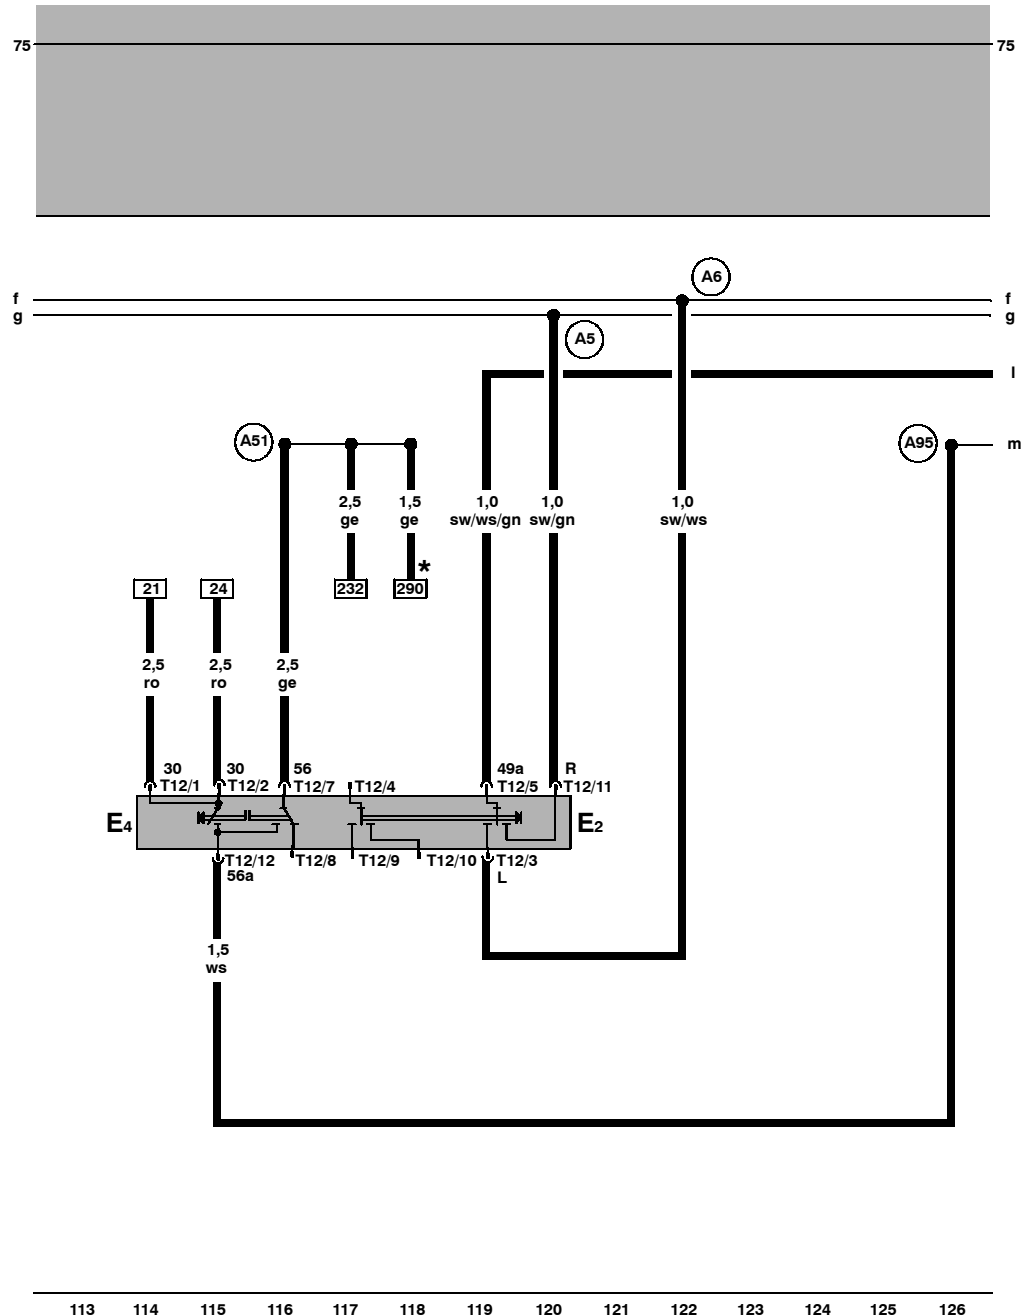 75 75
A6
f f
g g
A5
l
A51 A95 m
2,5 1,5 1,0 1,0 1,0
ge ge sw/ws/gn sw/gn sw/ws
*
21 24 232 290
2,5 2,5 2,5
ro ro ge
30 30 56 49a R
T12/1 T12/2 T12/7 T12/4 T12/5 T12/11
E4 E2
T12/12 T12/8 T12/9 T12/10 T12/3
56a L
1,5
ws
113 114 115 116 117 118 119 120 121 122 123 124 125 126